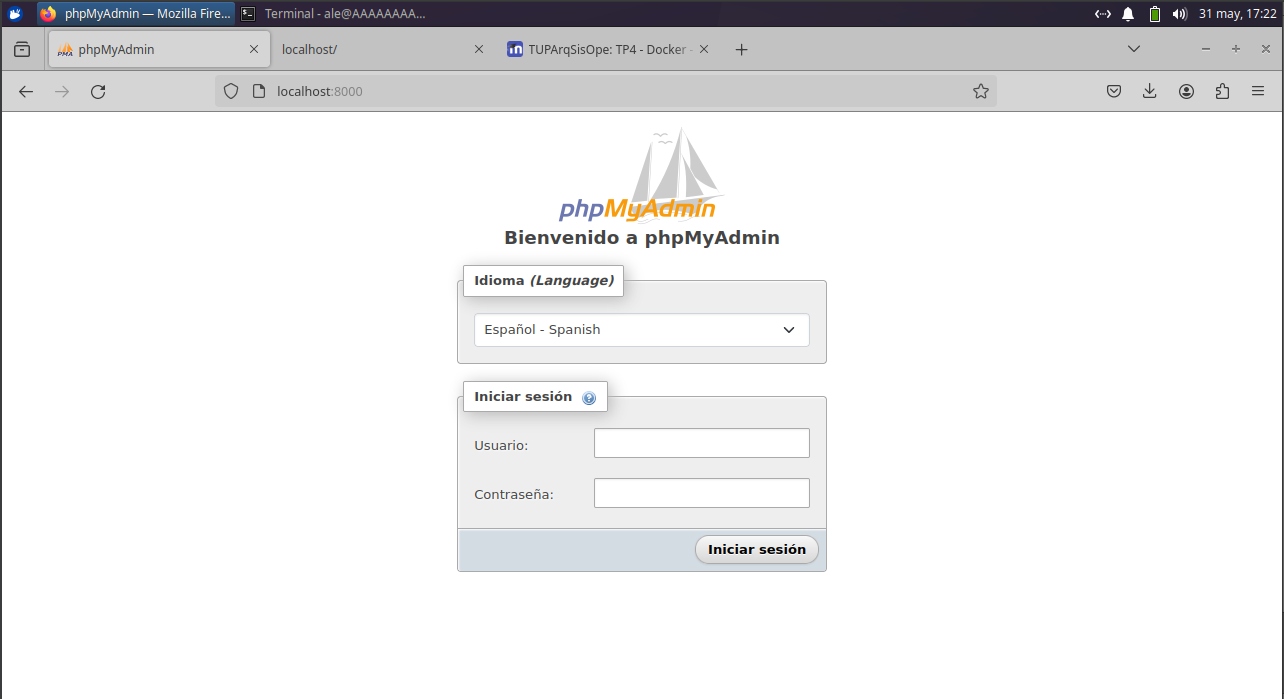 phpMyAdmin — Mozilla Fire...
Terminal - ale@AAAAAAAA...
31 may, 17:22
phpMyAdmin
localhost/
TUPArqSisOpe: TP4 - Docker -
localhost:8000
phpMyAdmin
Bienvenido a phpMyAdmin
Idioma (Language)
Español - Spanish
Iniciar sesión
Usuario:
Contraseña:
Iniciar sesión